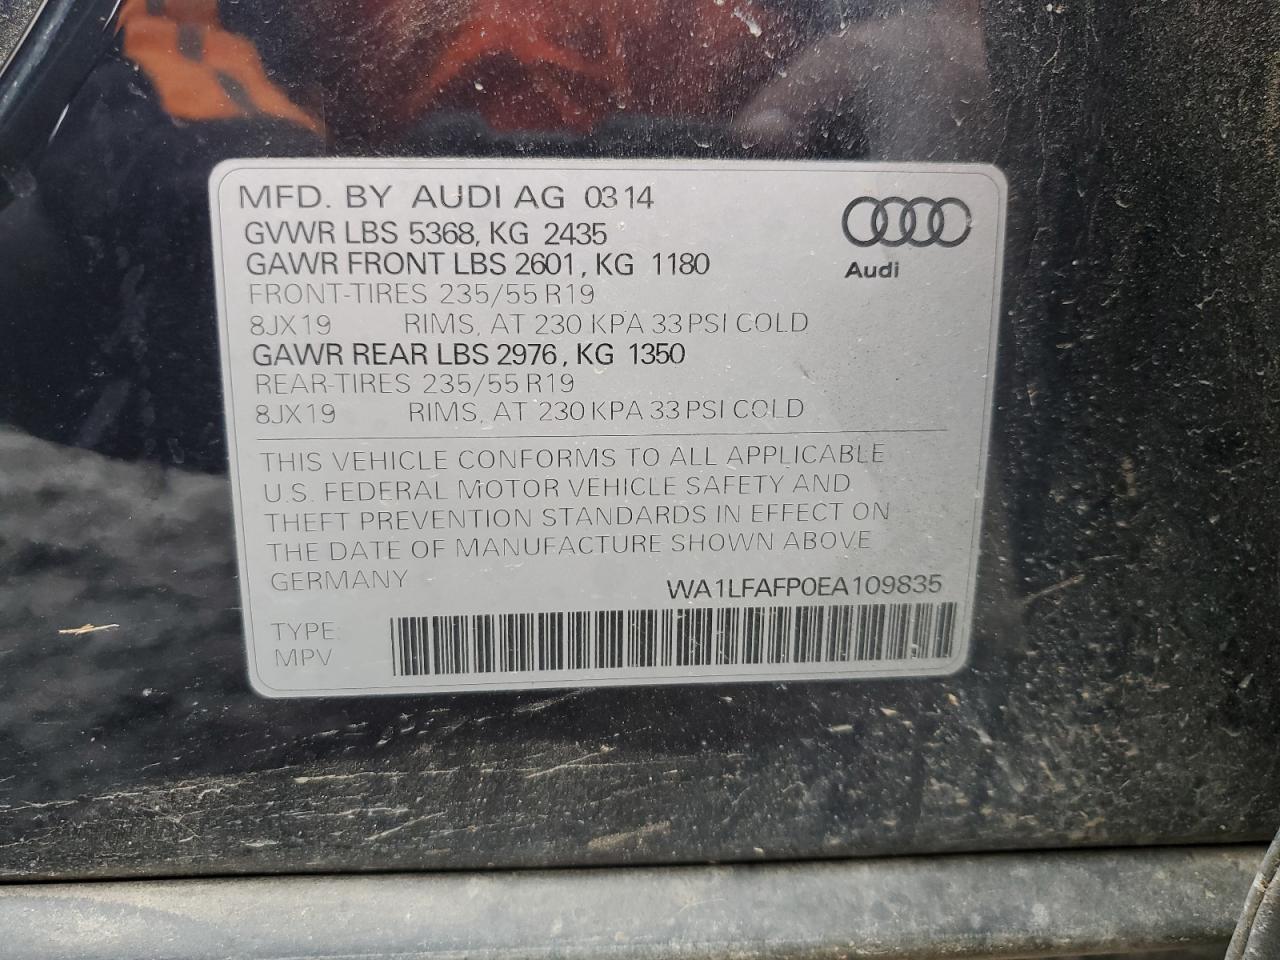 MFD. BY AUDI AG 0314
GVWR LBS 5368, KG 2435
GAWR FRONT LBS 2601, KG 1180
FRONT-TIRES 235/55 R19
8JX19 RIMS, AT 230 KPA 33 PSI COLD
GAWR REAR LBS 2976, KG 1350
REAR-TIRES 235/55 R19
8JX19 RIMS, AT 230 KPA 33 PSI COLD
Audi
THIS VEHICLE CONFORMS TO ALL APPLICABLE
U.S. FEDERAL MOTOR VEHICLE SAFETY AND
THEFT PREVENTION STANDARDS IN EFFECT ON
THE DATE OF MANUFACTURE SHOWN ABOVE
GERMANY WA1LFAFP0EA109835
TYPE:
MPV